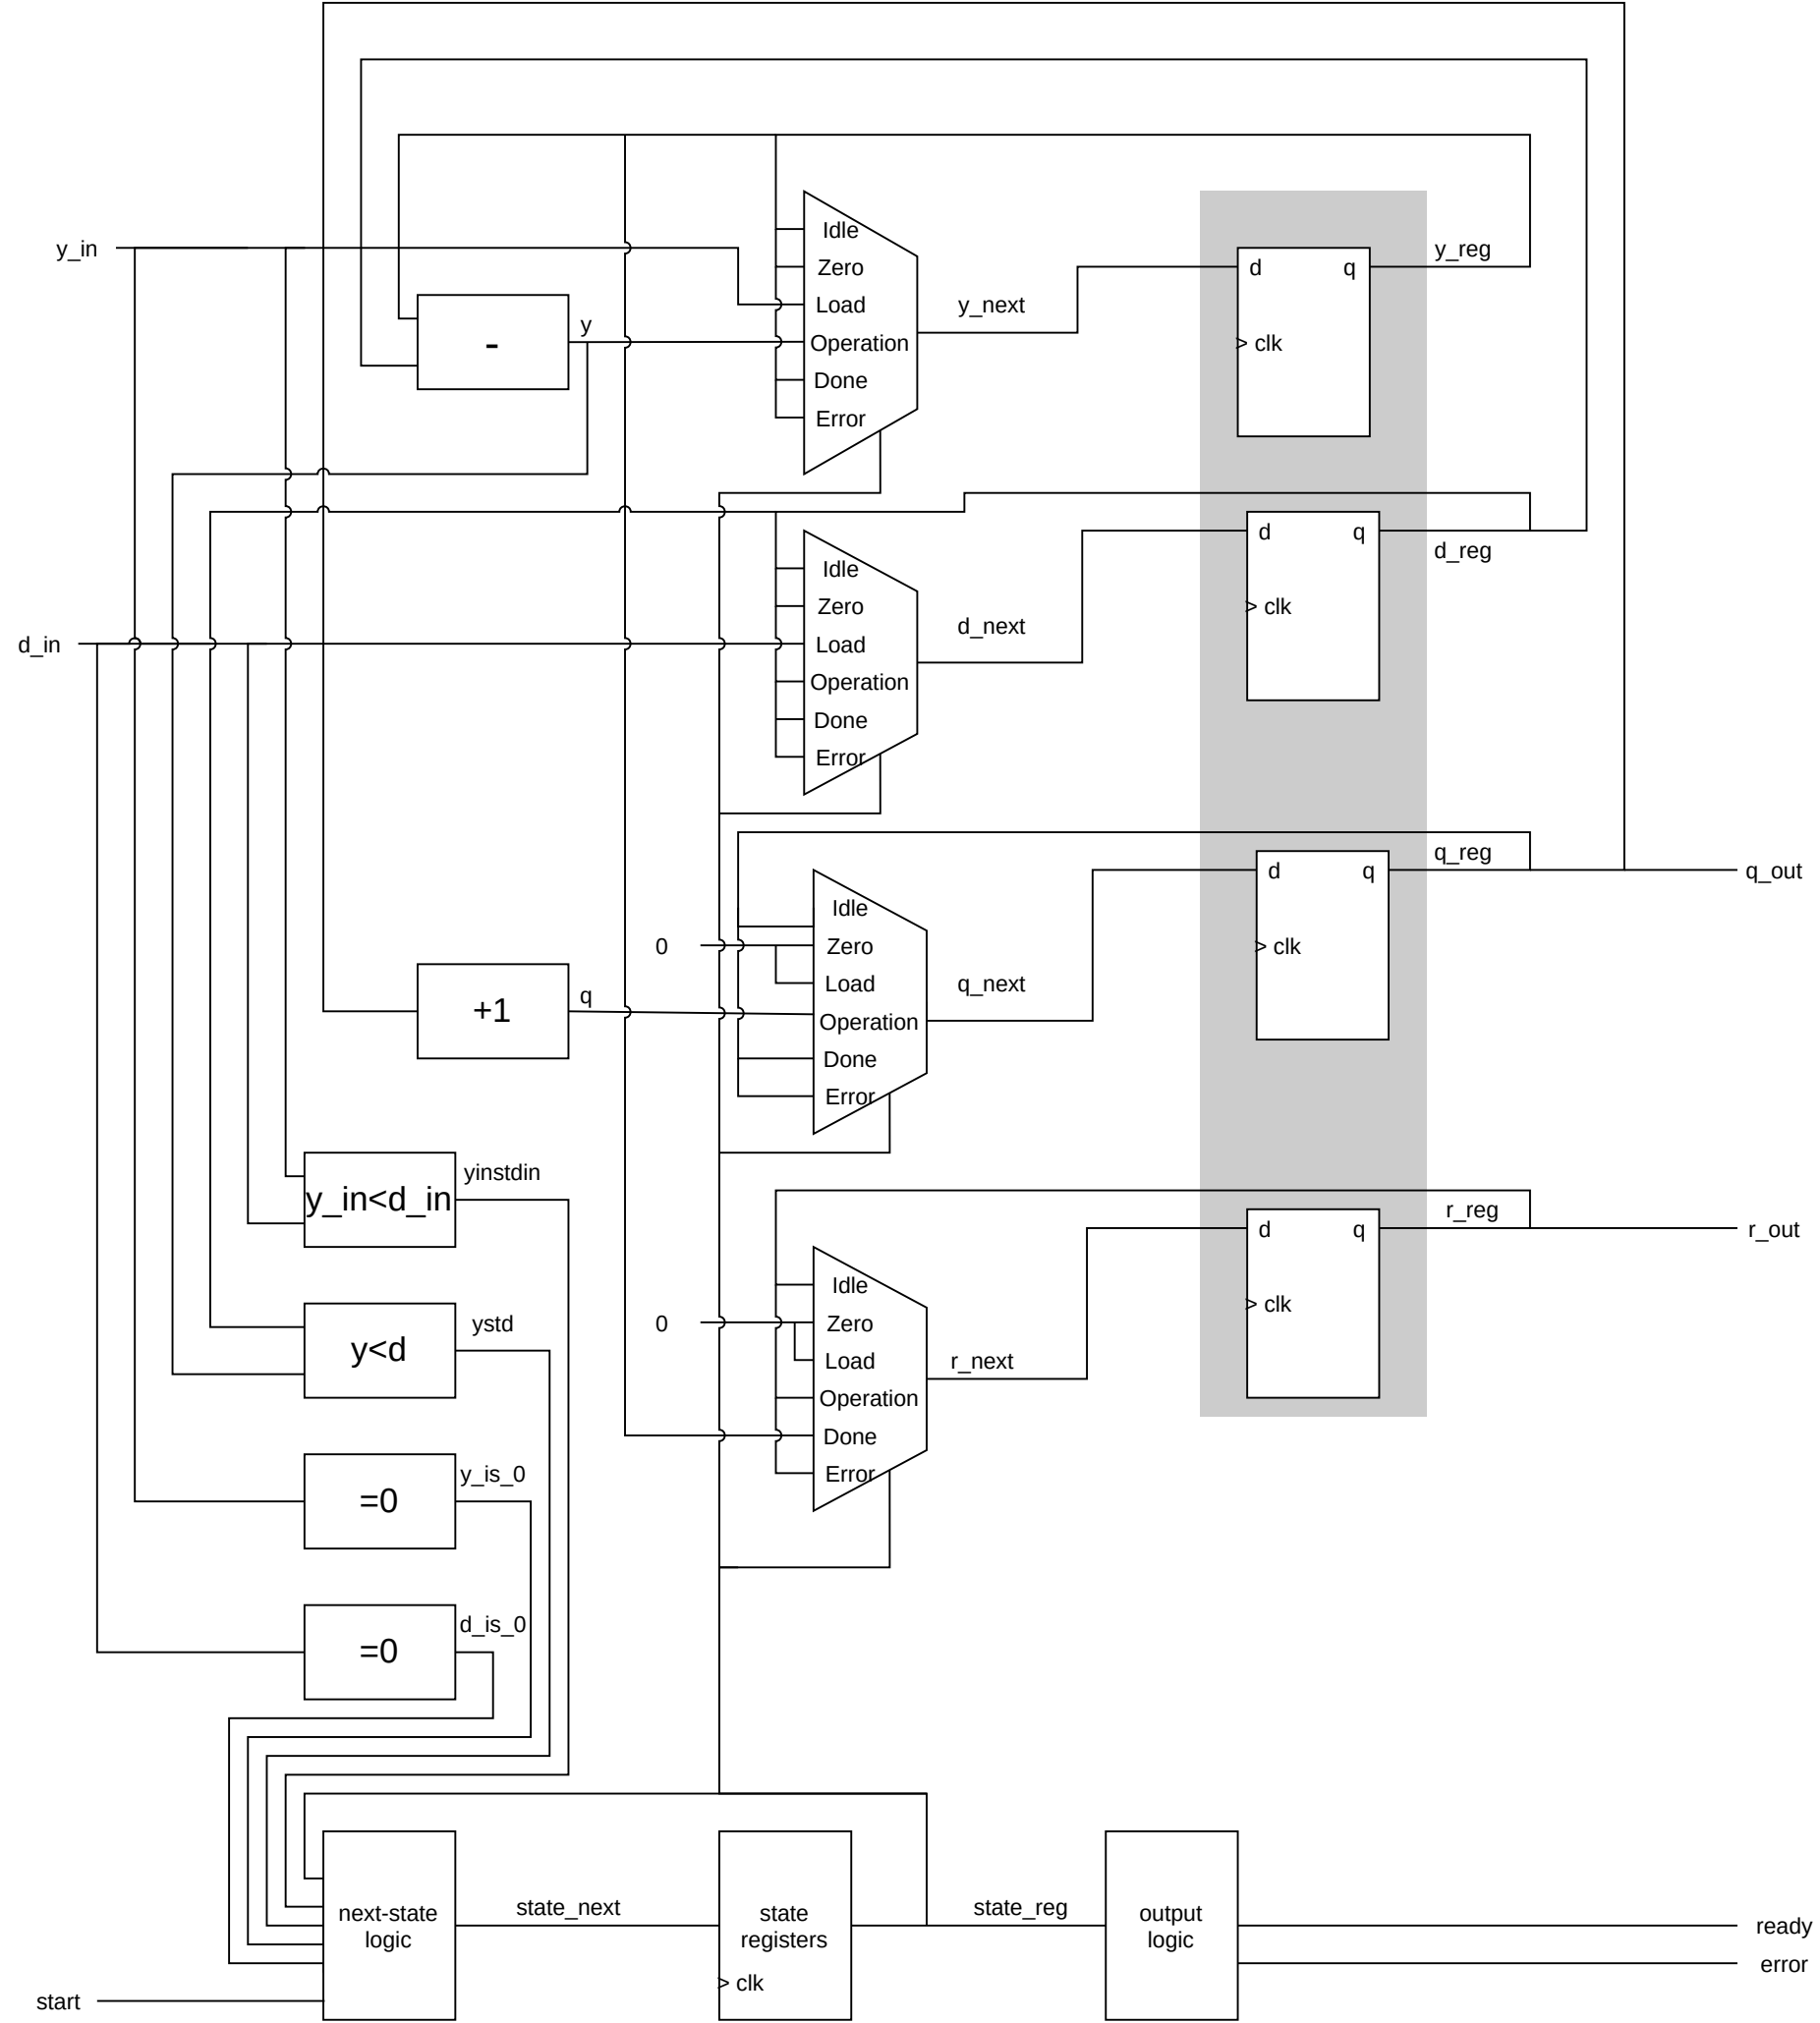 y_in
-
y
Idle
Zero
Load
Operation
Done
Error
y_next
d
q
> clk
y_reg
d_in
Idle
Zero
Load
Operation
Done
Error
d_next
d
q
> clk
d_reg
0
+1
q
Idle
Zero
Load
Operation
Done
Error
q_next
d
q
> clk
q_reg
q_out
y_in<d_in
yinstdin
y<d
ystd
=0
y_is_0
=0
d_is_0
0
Idle
Zero
Load
Operation
Done
Error
r_next
d
q
> clk
r_reg
r_out
start
next-state
logic
state_next
state
registers
> clk
state_reg
output
logic
ready
error